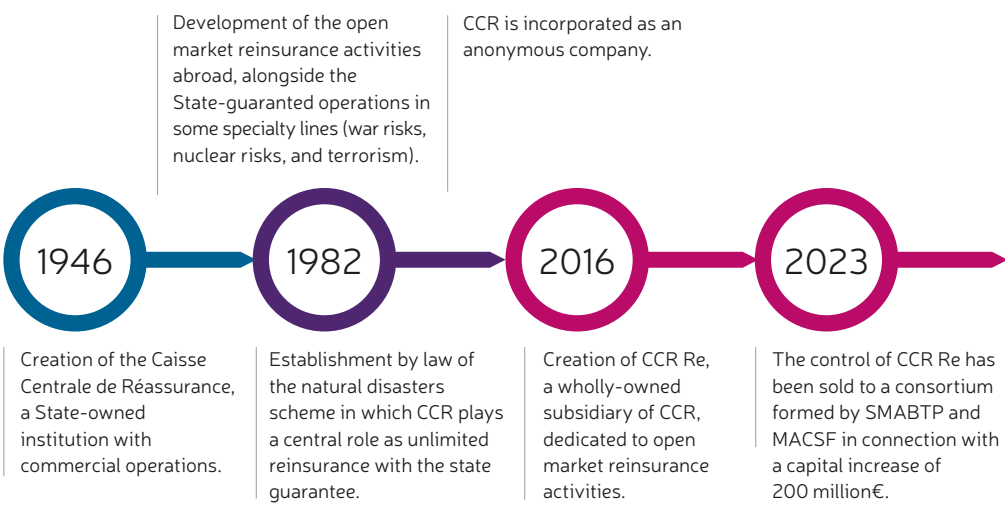 Development of the open
market reinsurance activities
abroad, alongside the
State-guaranted operations in
some specialty lines (war risks,
nuclear risks, and terrorism).
CCR is incorporated as an
anonymous company.
1946
1982
2016
2023
Creation of the Caisse
Centrale de Réassurance,
a State-owned
institution with
commercial operations.
Establishment by law of
the natural disasters
scheme in which CCR plays
a central role as unlimited
reinsurance with the state
guarantee.
Creation of CCR Re,
a wholly-owned
subsidiary of CCR,
dedicated to open
market reinsurance
activities.
The control of CCR Re has
been sold to a consortium
formed by SMABTP and
MACSF in connection with
a capital increase of
200 million€.